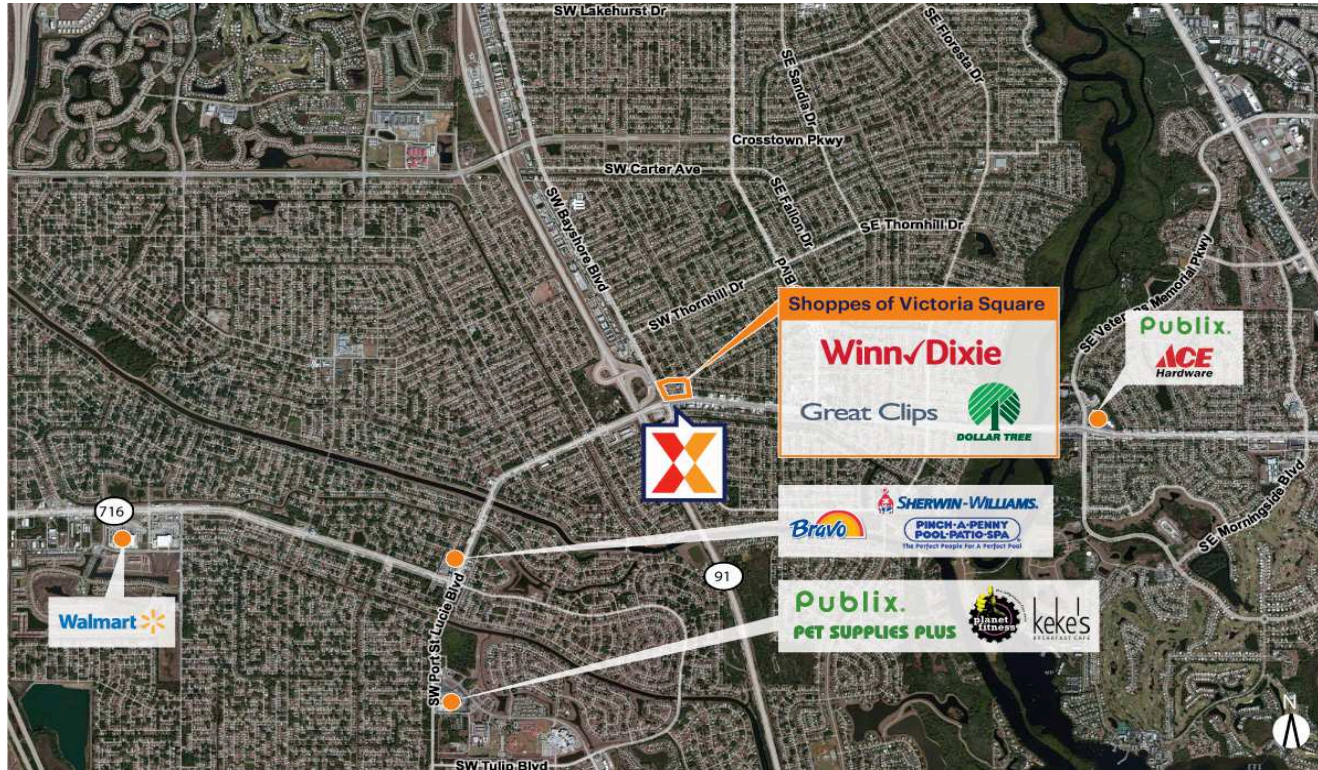 SW Lakehurst Dr
SE Floresta Dr
SE Sandia Dr
Crosstown Pkwy
SW Carter Ave
SE Fallon Dr
SW Bayshore Blvd
SE Thornhill Dr
Blvd
SW Thornhill Dr
SE Veterans Memorial Pkwy
Shoppes of Victoria Square
Winn Dixie
Great Clips
DOLLAR TREE
Publix.
ACE
Hardware
716
Walmart
SHERWIN-WILLIAMS.
Bravo
PINCH-A-PENNY
POOL·PATIO·SPA
The Perfect People For A Perfect Pool
SE Morningside Blvd
91
SW Port St Lucie Blvd
Publix.
PET SUPPLIES PLUS
planet
fitness
keke's
BREAKFAST CAFE
SW Tulip Blvd
N